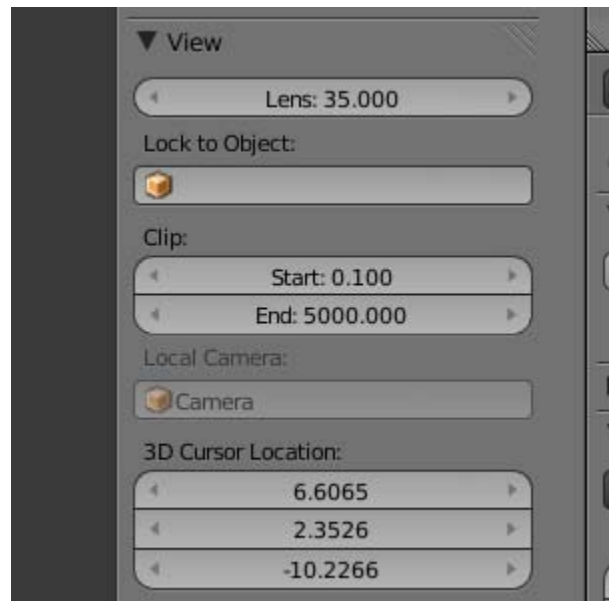 View
Lens: 35.000
Lock to Object:
Clip:
Start: 0.100
End: 5000.000
Local Camera:
Camera
3D Cursor Location:
6.6065
2.3526
-10.2266